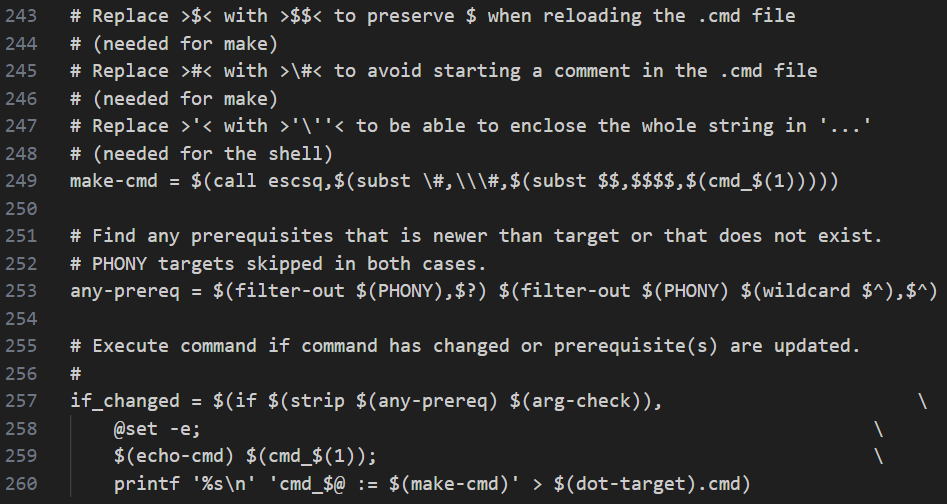 243 # Replace >$< with >$$< to preserve $ when reloading the .cmd file
244 # (needed for make)
245 # Replace >#< with >\#< to avoid starting a comment in the .cmd file
246 # (needed for make)
247 # Replace >'< with >'\''< to be able to enclose the whole string in '...'
248 # (needed for the shell)
249 make-cmd = $(call escsq,$(subst \#,\\\#,$(subst $$,$$$$,$(cmd_$(1)))))
250
251 # Find any prerequisites that is newer than target or that does not exist.
252 # PHONY targets skipped in both cases.
253 any-prereq = $(filter-out $(PHONY),$?) $(filter-out $(PHONY) $(wildcard $^),$^)
254
255 # Execute command if command has changed or prerequisite(s) are updated.
256 #
257 if_changed = $(if $(strip $(any-prereq) $(arg-check)), \
258 @set -e; \
259 $(echo-cmd) $(cmd_$(1)); \
260 printf '%s\n' 'cmd_$@ := $(make-cmd)' > $(dot-target).cmd)